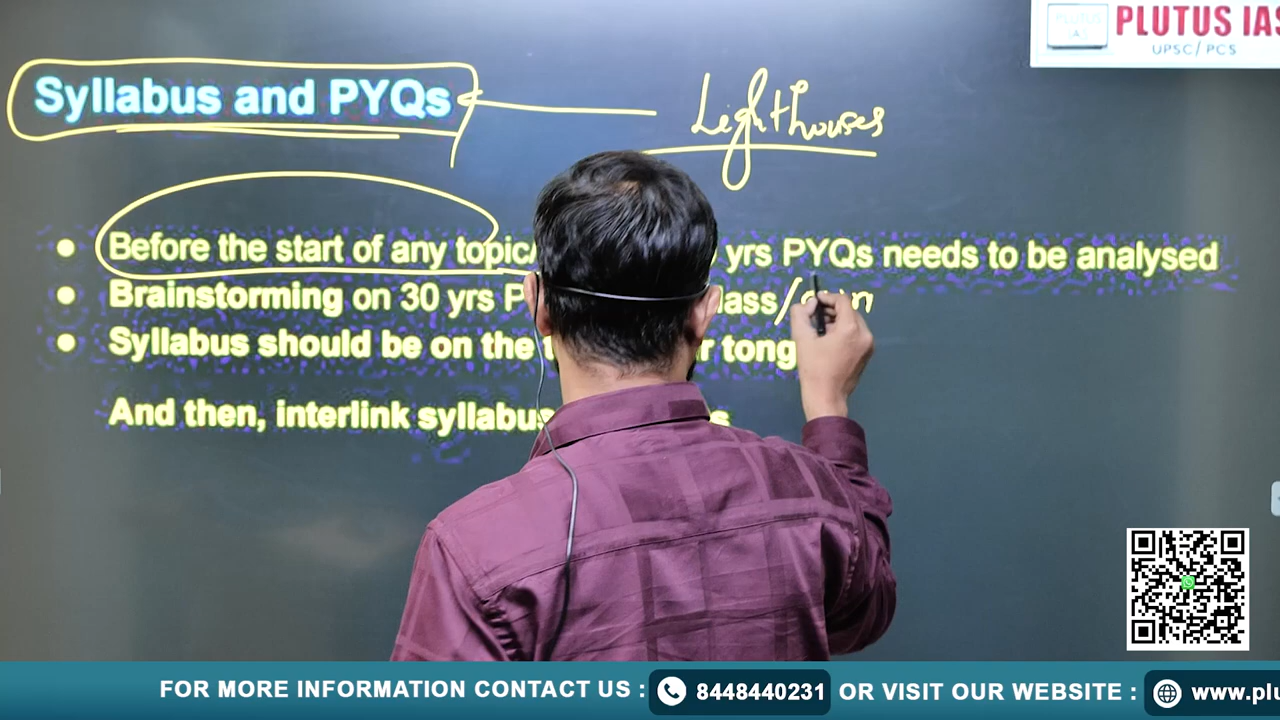 PLUTUS IAS
UPSC/ PCS
Syllabus and PYQs
Lighthouses
Before the start of any topic/ yrs PYQs needs to be analysed
Brainstorming on 30 yrs lass/own
Syllabus should be on the tong
And then, interlink syllabus
FOR MORE INFORMATION CONTACT US : 8448440231 OR VISIT OUR WEBSITE : www.plu